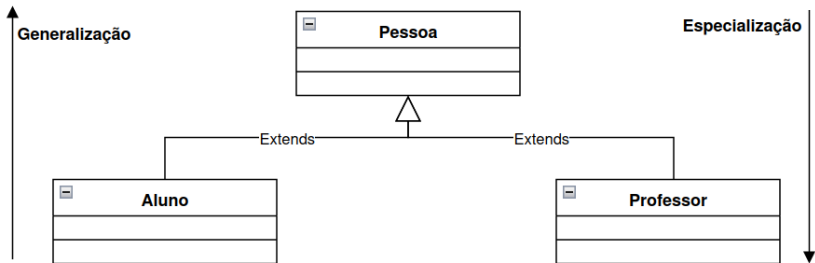 Generalização
Pessoa
Especialização
Extends
Extends
Aluno
Professor